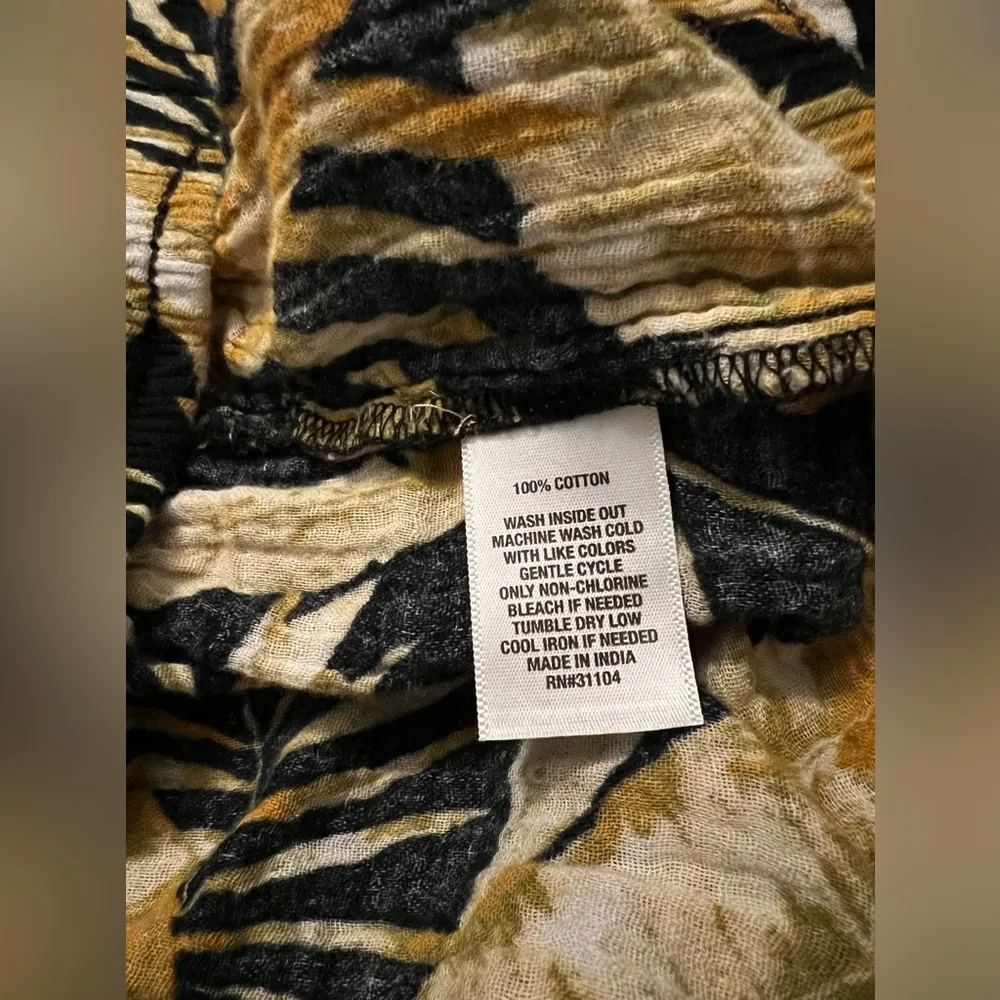 100% COTTON
WASH INSIDE OUT
MACHINE WASH COLD
WITH LIKE COLORS
GENTLE CYCLE
ONLY NON-CHLORINE
BLEACH IF NEEDED
TUMBLE DRY LOW
COOL IRON IF NEEDED
MADE IN INDIA
RN#31104